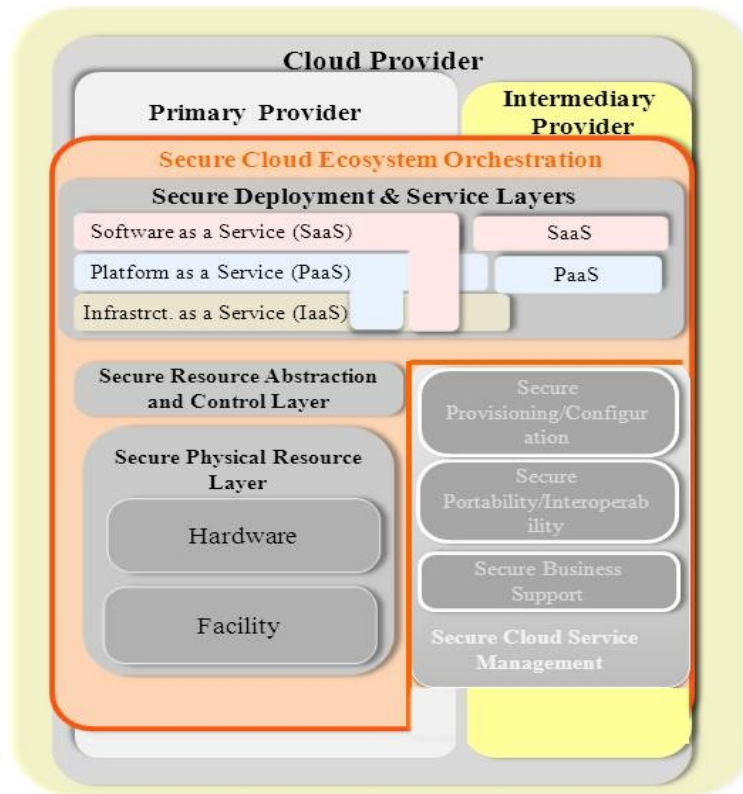 Cloud Provider
Primary Provider
Intermediary
Provider
Secure Cloud Ecosystem Orchestration
Secure Deployment & Service Layers
Software as a Service (SaaS)
SaaS
Platform as a Service (PaaS)
PaaS
Infrastrct. as a Service (IaaS)
Secure Resource Abstraction
and Control Layer
Secure Physical Resource
Layer
Hardware
Facility
Secure
Provisioning/Configur
ation
Secure
Portability/Interoperab
ility
Secure Business
Support
Secure Cloud Service
Management